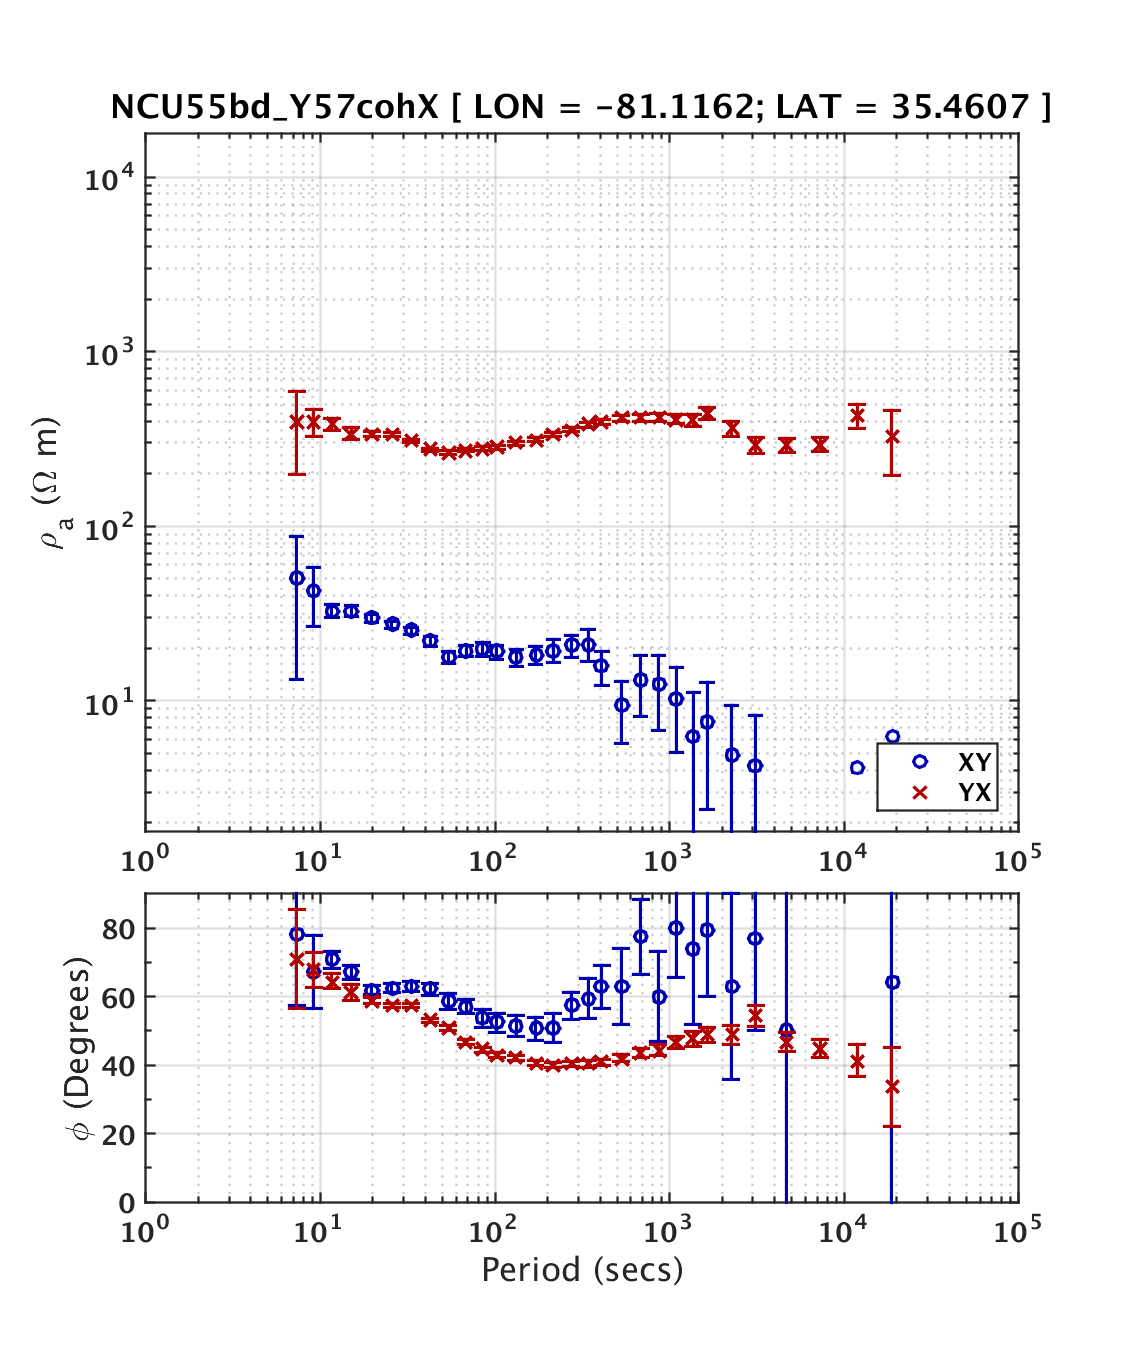 NCU55bd_Y57cohX [ LON = -81.1162; LAT = 35.4607 ]
10^4
10^3
10^2
10^1
ρ_a (Ω m)
XY
YX
10^0 10^1 10^2 10^3 10^4 10^5
80
60
40
20
0
ϕ (Degrees)
10^0 10^1 10^2 10^3 10^4 10^5
Period (secs)